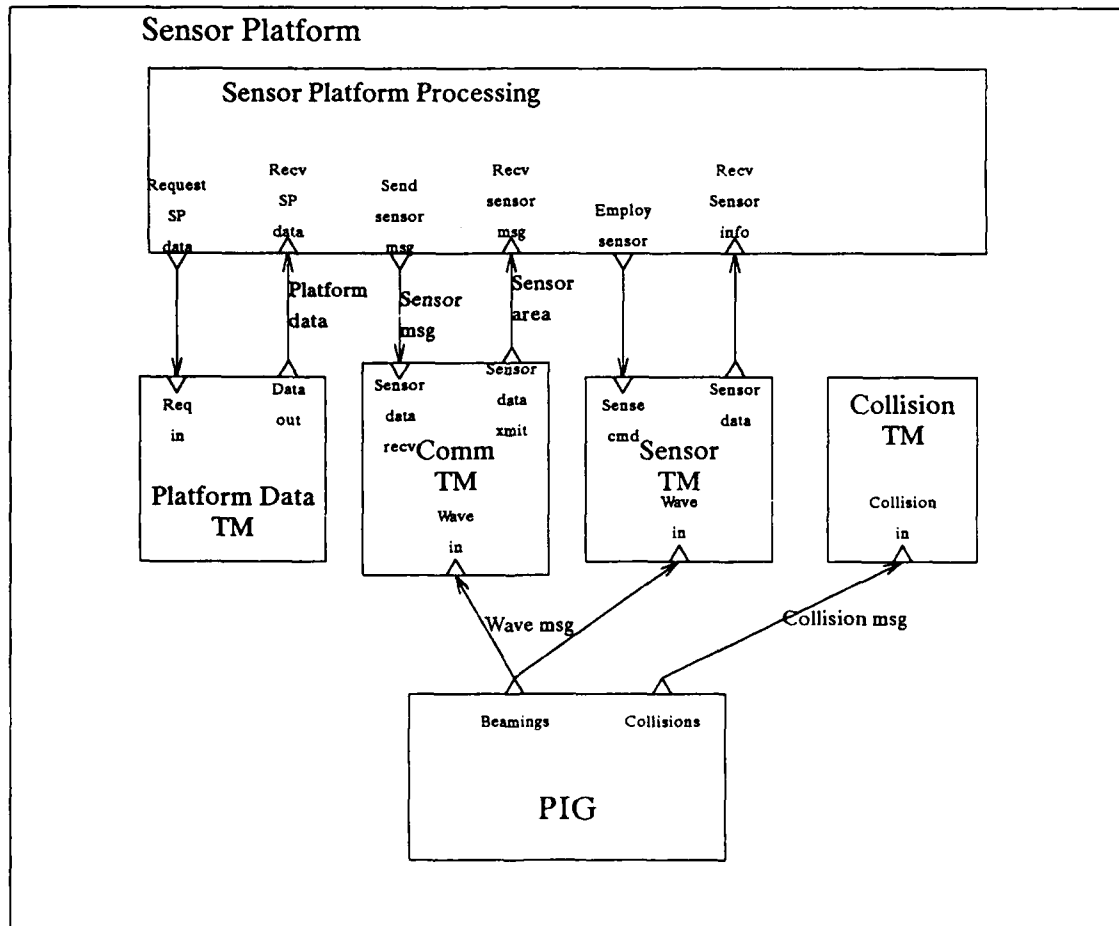 Sensor Platform
Sensor Platform Processing
Request
SP
data
Recv
SP
data
Send
sensor
msg
Recv
sensor
msg
Employ
sensor
Recv
Sensor
info
Platform
data
Sensor
msg
Sensor
area
Req
in
Data
out
Platform Data
TM
Sensor
data
recv
Sensor
data
xmit
Comm
TM
Wave
in
Sense
cmd
Sensor
data
Sensor
TM
Wave
in
Collision
TM
Collision
in
Wave msg
Collision msg
Beamings
Collisions
PIG